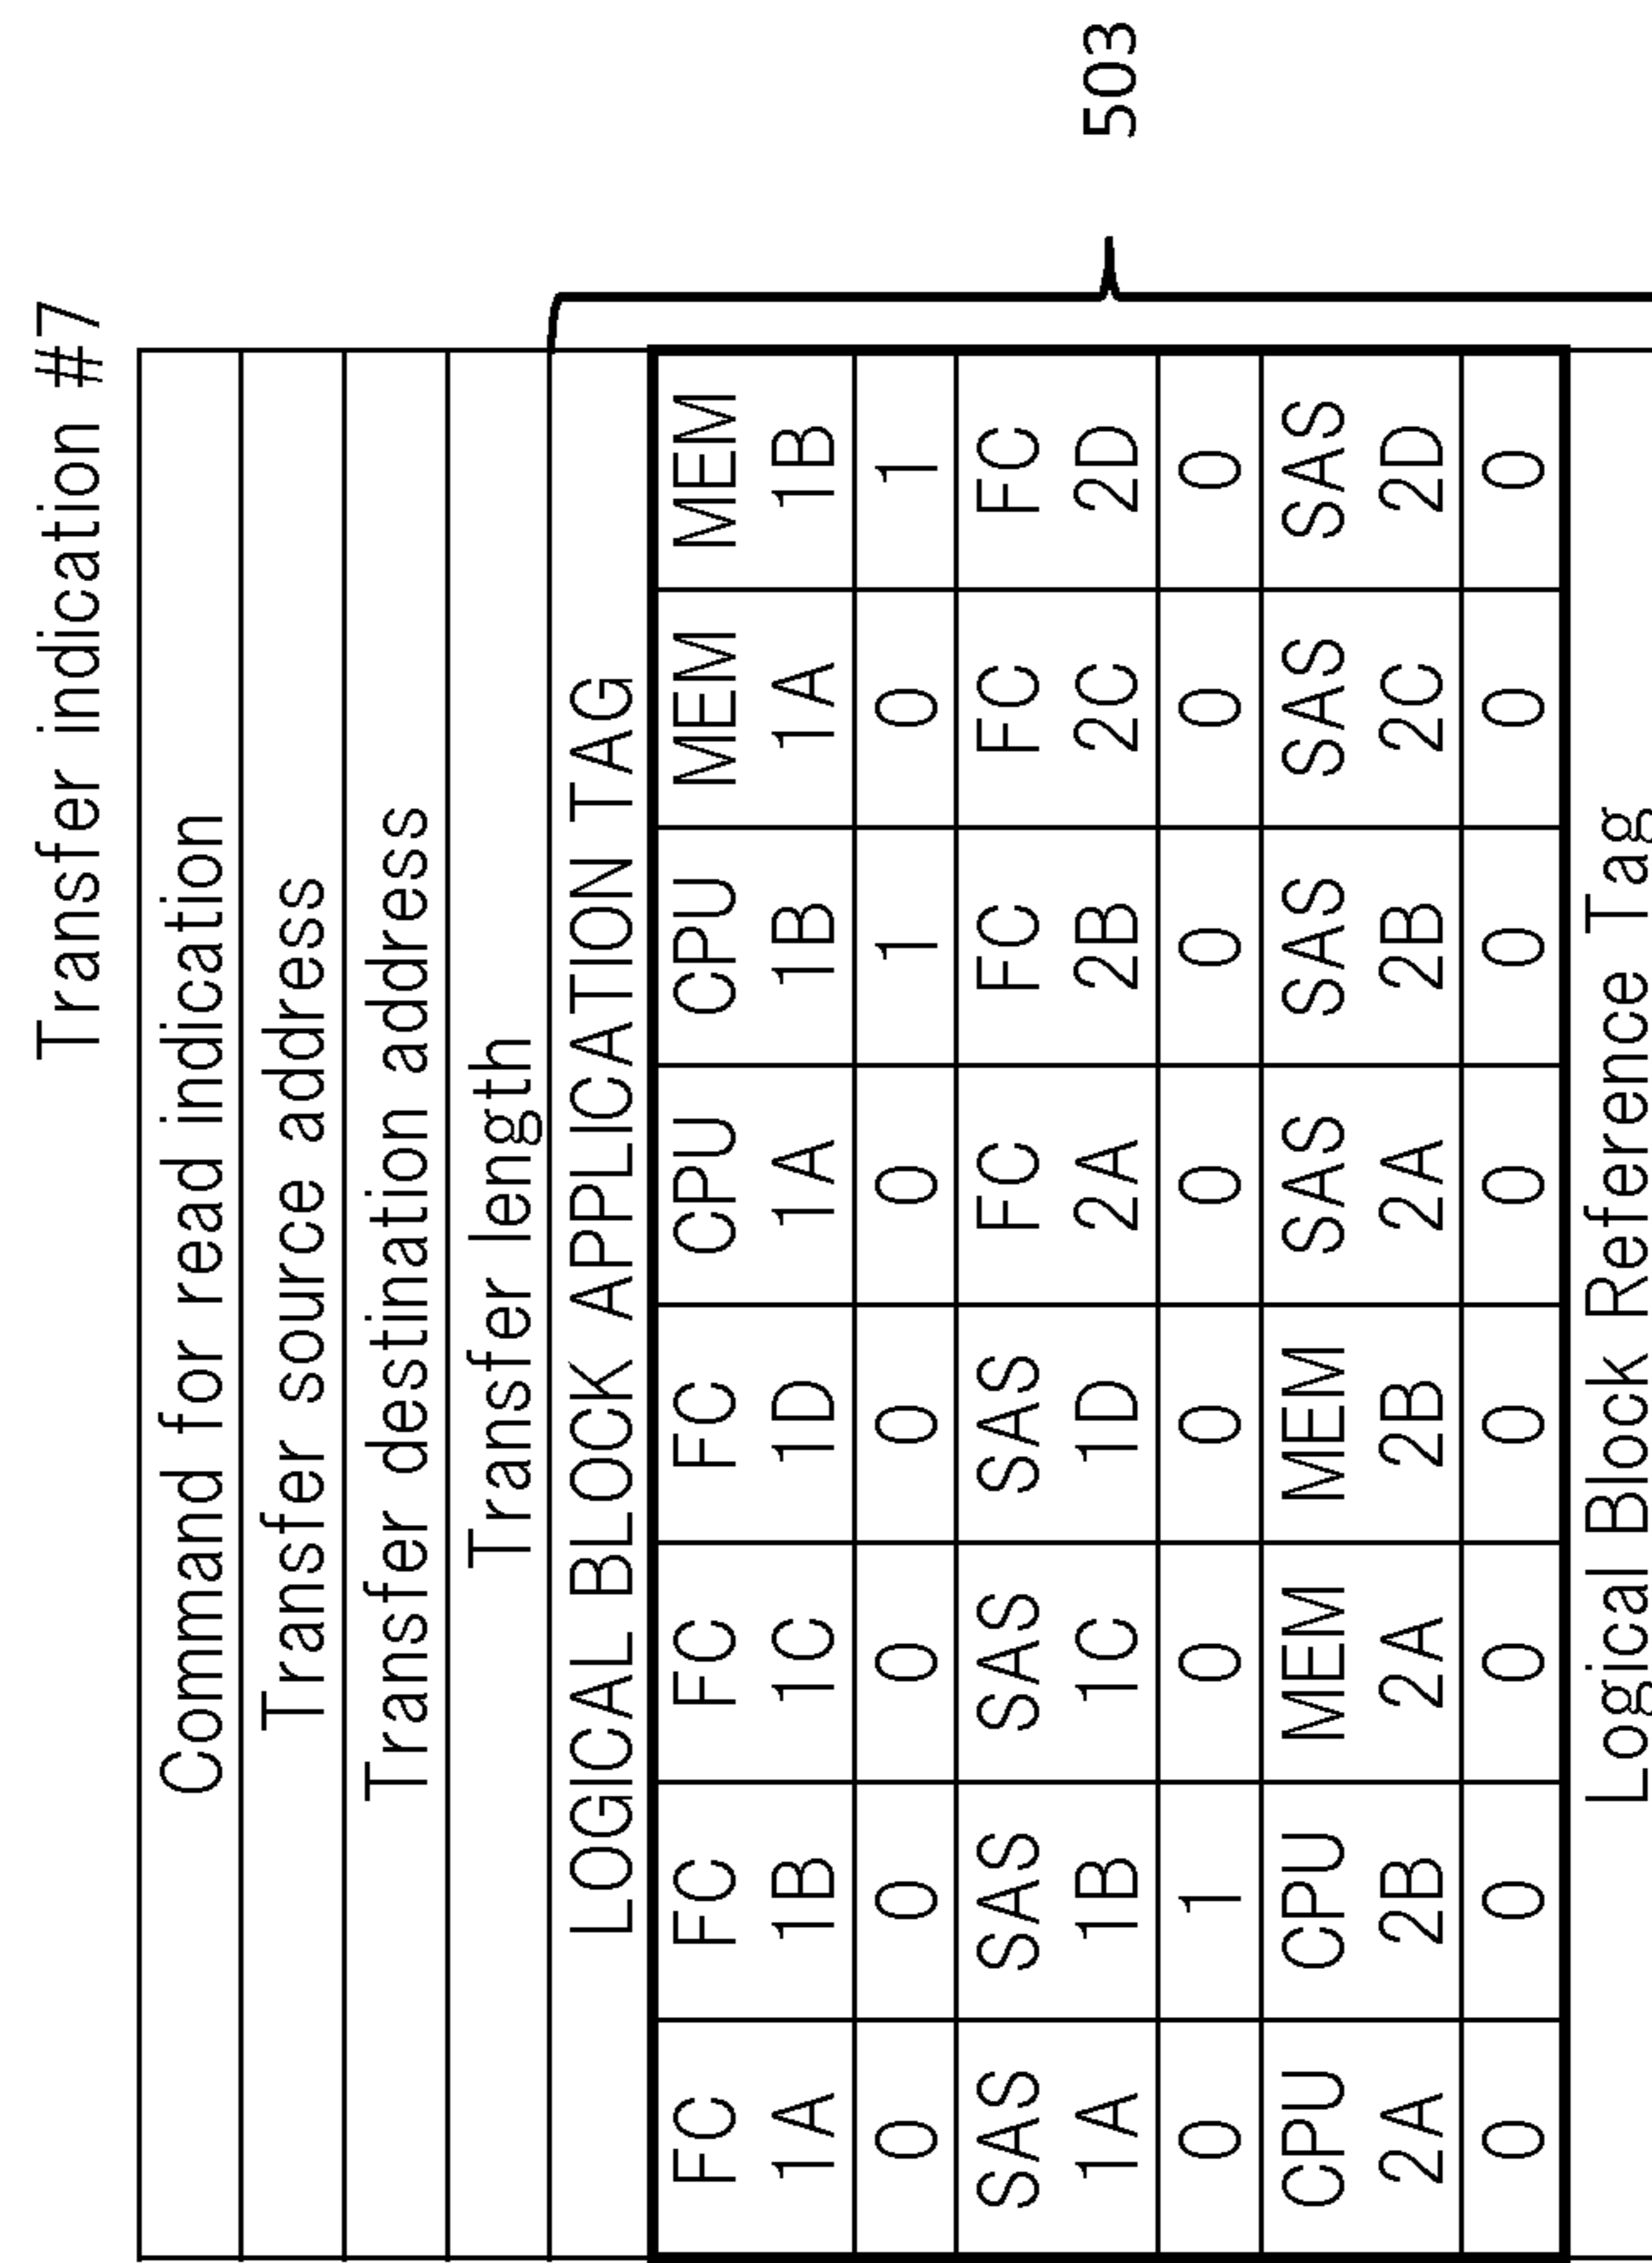 Transfer indication #7
Command for read indication
Transfer source address
Transfer destination address
Transfer length
LOGICAL BLOCK APPLICATION TAG
FC FC FC FC CPU CPU MEM MEM
1A 1B 1C 1D 1A 1B 1A 1B
0 0 0 0 0 1 0 1
SAS SAS SAS SAS FC FC FC FC
1A 1B 1C 1D 2A 2B 2C 2D
0 1 0 0 0 0 0 0
CPU CPU MEM MEM SAS SAS SAS SAS
2A 2B 2A 2B 2A 2B 2C 2D
0 0 0 0 0 0 0 0
Logical Block Reference Tag
503